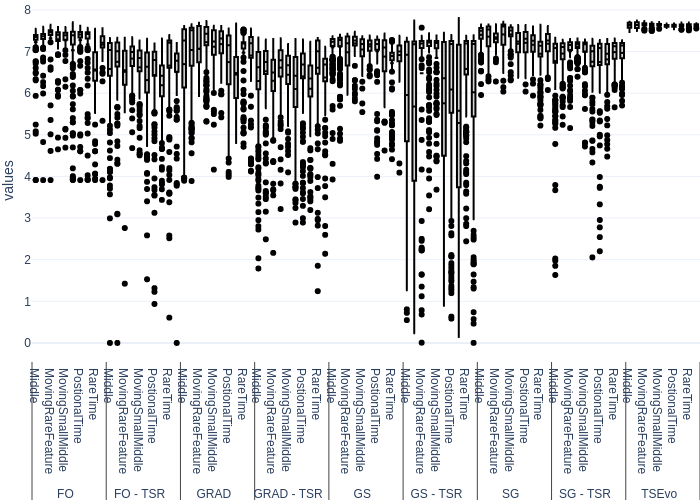 8
7
6
5
4
3
2
1
0
values
Middle
MovingRareFeature
MovingSmallMiddle
PostionalTime
RareTime
Middle
MovingRareFeature
MovingSmallMiddle
PostionalTime
RareTime
Middle
MovingRareFeature
MovingSmallMiddle
PostionalTime
RareTime
Middle
MovingRareFeature
MovingSmallMiddle
PostionalTime
RareTime
Middle
MovingRareFeature
MovingSmallMiddle
PostionalTime
RareTime
Middle
MovingRareFeature
MovingSmallMiddle
PostionalTime
RareTime
Middle
MovingRareFeature
MovingSmallMiddle
PostionalTime
RareTime
Middle
MovingRareFeature
MovingSmallMiddle
PostionalTime
RareTime
Middle
MovingRareFeature
MovingSmallMiddle
PostionalTime
RareTime
FO
FO - TSR
GRAD
GRAD - TSR
GS
GS - TSR
SG
SG - TSR
TSEvo